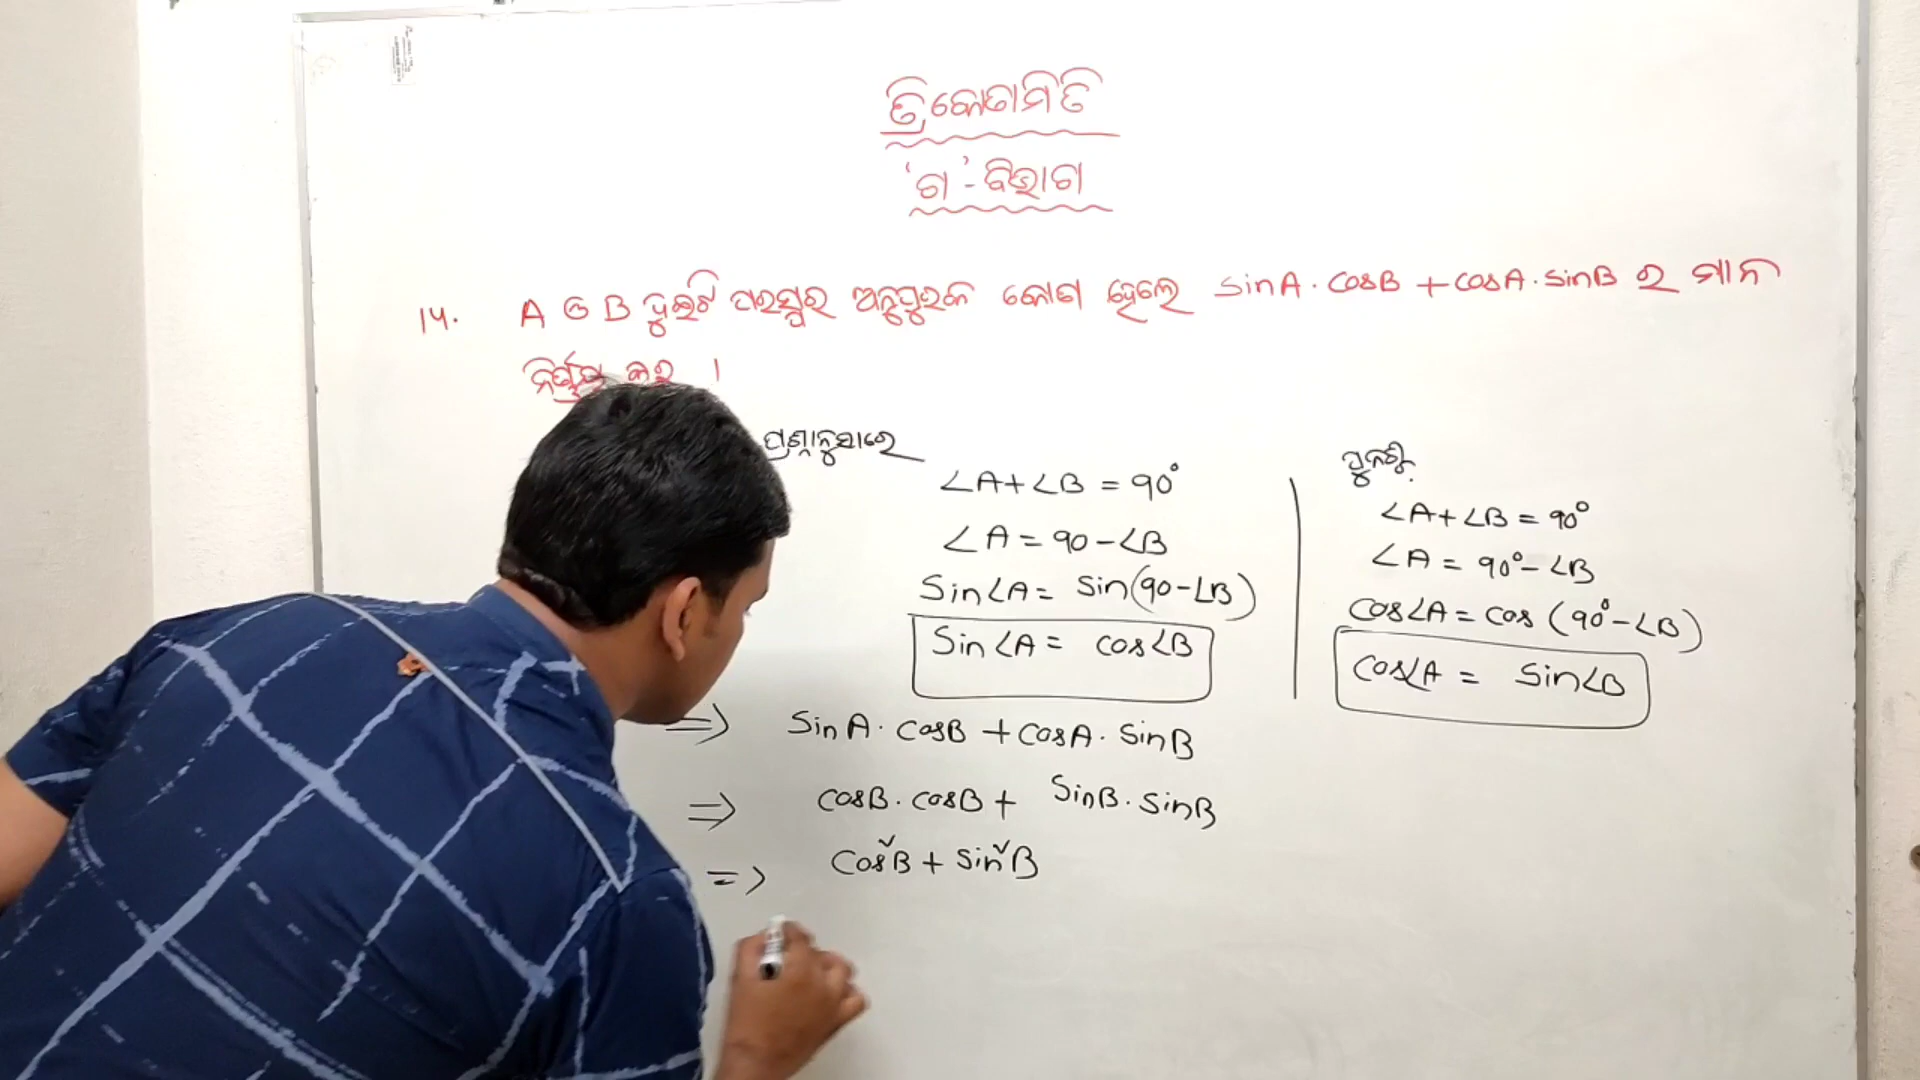 ତ୍ରିକୋଣମିତି
'ଗ' - ବିଭାଗ
14. A ଓ B ଦୁଇଟି ପରସ୍ପର ଅନୁପୂରକ କୋଣ ହେଲେ sinA · cosB + cosA · sinB ର ମାନ
ନିର୍ଣ୍ଣୟ କର ।
ପ୍ରଶ୍ନାନୁସାରେ
∠A + ∠B = 90°
∠A = 90 - ∠B
Sin∠A = Sin(90 - ∠B)
Sin∠A = cos∠B
ପୁନଶ୍ଚ
∠A + ∠B = 90°
∠A = 90° - ∠B
cos∠A = cos (90° - ∠B)
cos∠A = Sin∠B
=> SinA · cosB + cosA · SinB
=> cosB · cosB + SinB · SinB
=> Cos²B + Sin²B